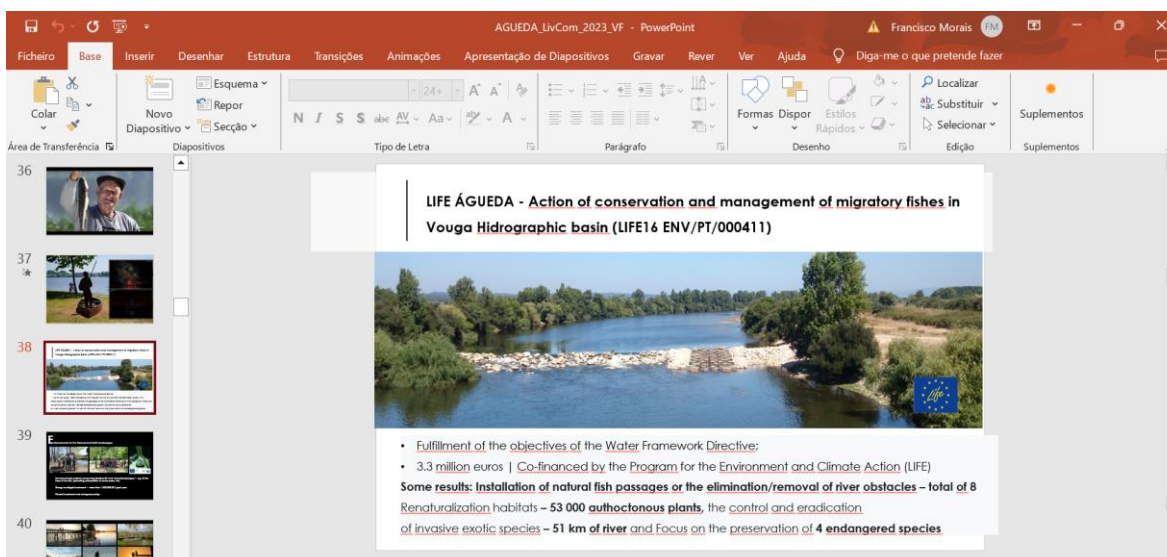 AGUEDA_LivCom_2023_VF - PowerPoint
Francisco Morais
FM
Ficheiro Base Inserir Desenhar Estrutura Transições Animações Apresentação de Diapositivos Gravar Rever Ver Ajuda Diga-me o que pretende fazer
Colar
Novo Diapositivo
Esquema
Repor
Secção
24+
N I S S abc AV Aa A
Formas
Dispor
Estilos Rápidos
Localizar
Substituir
Selecionar
Suplementos
Área de Transferência Diapositivos Tipo de Letra Parágrafo Desenho Edição Suplementos
36
37
38
39
40
LIFE ÁGUEDA - Action of conservation and management of migratory fishes in
Vouga Hidrographic basin (LIFE16 ENV/PT/000411)
Life
• Fulfillment of the objectives of the Water Framework Directive;
• 3.3 million euros | Co-financed by the Program for the Environment and Climate Action (LIFE)
Some results: Installation of natural fish passages or the elimination/removal of river obstacles – total of 8
Renaturalization habitats – 53 000 authoctonous plants, the control and eradication
of invasive exotic species – 51 km of river and Focus on the preservation of 4 endangered species